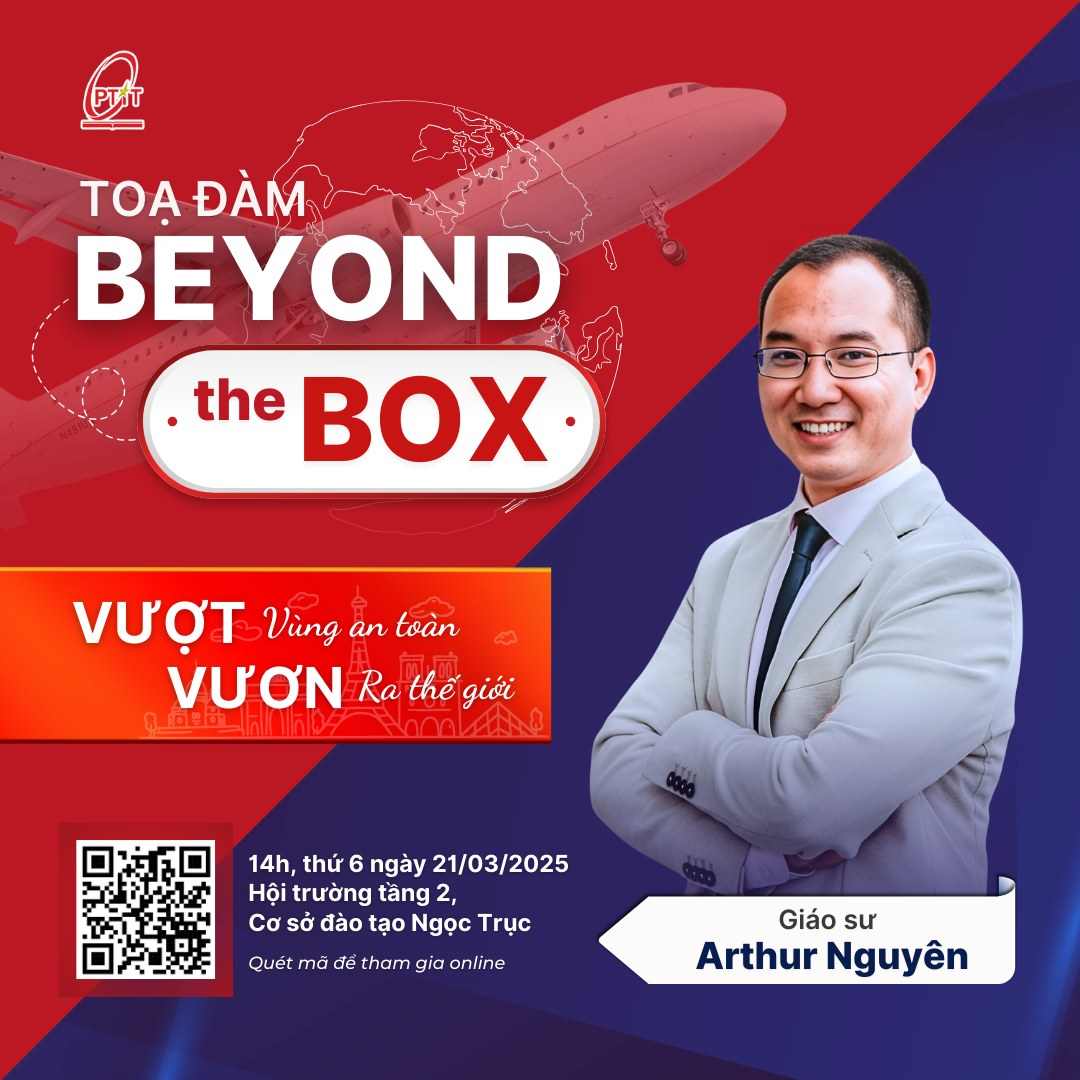 PTIT
TOẠ ĐÀM
BEYOND
the BOX
VƯỢT Vùng an toàn
VƯƠN Ra thế giới
14h, thứ 6 ngày 21/03/2025
Hội trường tầng 2,
Cơ sở đào tạo Ngọc Trục
Quét mã để tham gia online
Giáo sư
Arthur Nguyên